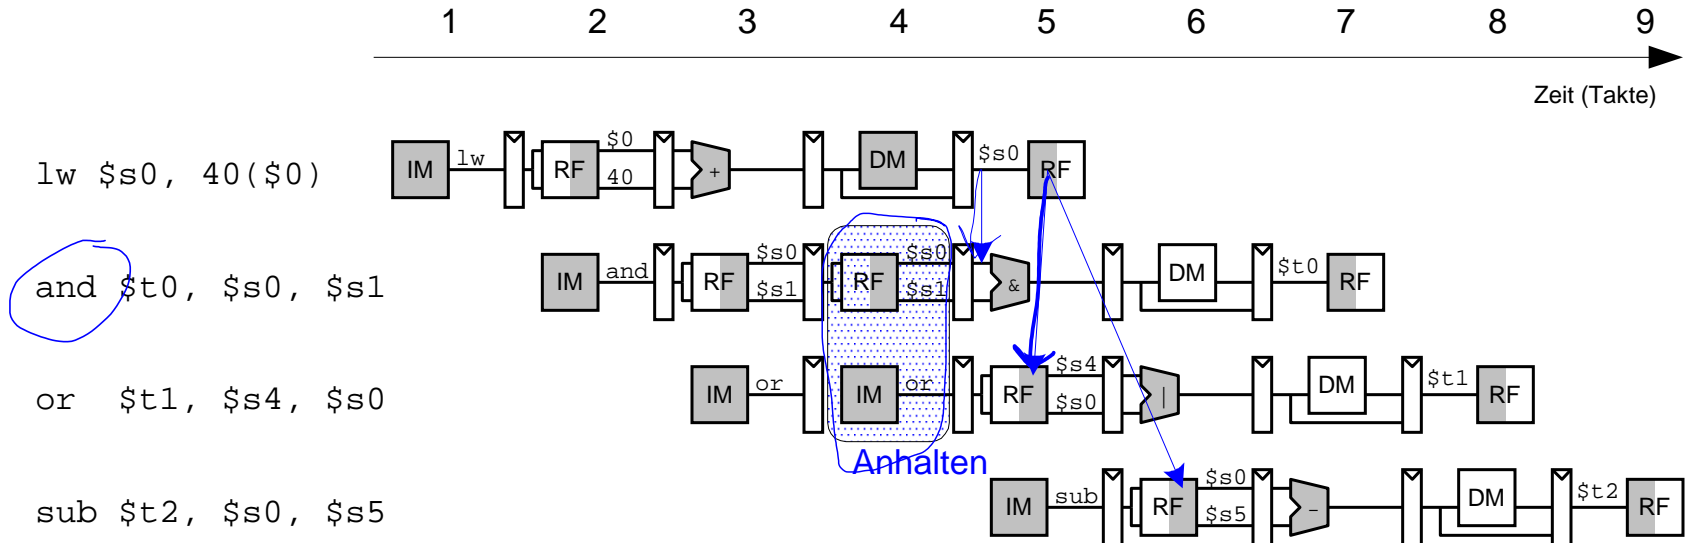 1 2 3 4 5 6 7 8 9
Zeit (Takte)
lw $s0, 40($0) IM lw RF $0 40 + DM $s0 RF
and $t0, $s0, $s1 IM and RF $s0 $s1 RF $s0 $s1 & DM $t0 RF
or $t1, $s4, $s0 IM or IM or RF $s4 $s0 | DM $t1 RF
Anhalten
sub $t2, $s0, $s5 IM sub RF $s0 $s5 - DM $t2 RF